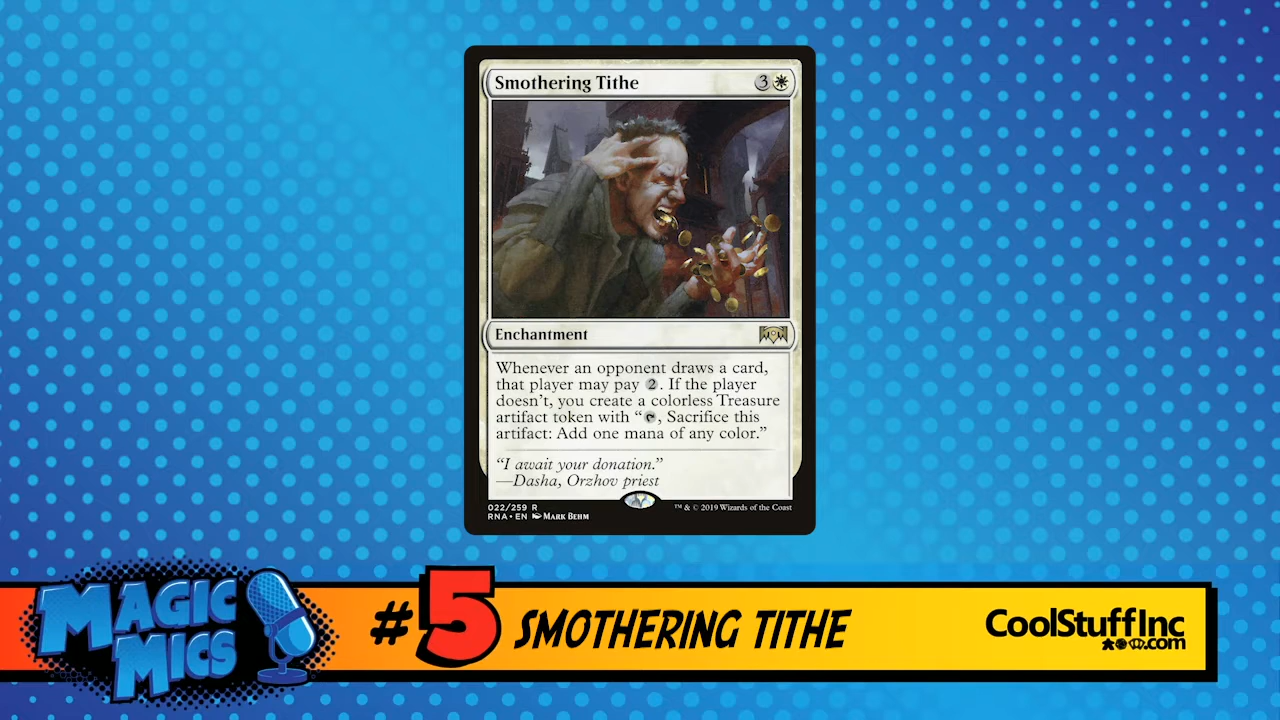 Smothering Tithe 3
Enchantment
Whenever an opponent draws a card,
that player may pay 2. If the player
doesn't, you create a colorless Treasure
artifact token with “, Sacrifice this
artifact: Add one mana of any color.”
“I await your donation.”
—Dasha, Orzhov priest
022/259 R
RNA • EN Mark Behm
™ & © 2019 Wizards of the Coast
MAGIC
MICS
#5 SMOTHERING TITHE
CoolStuffInc
.com